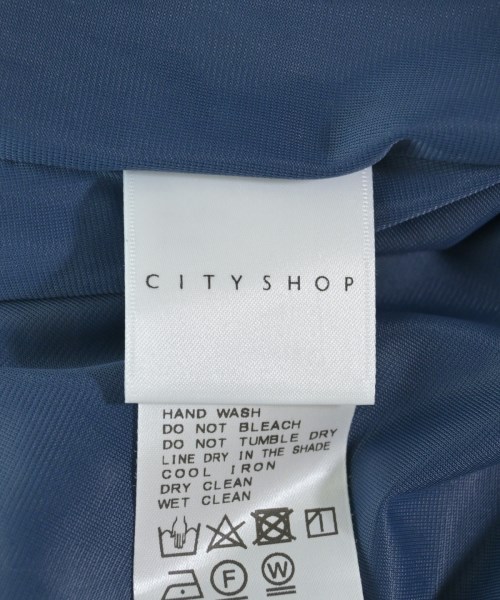 CITYSHOP
HAND WASH
DO NOT BLEACH
DO NOT TUMBLE DRY
LINE DRY IN THE SHADE
COOL IRON
DRY CLEAN
WET CLEAN
F W